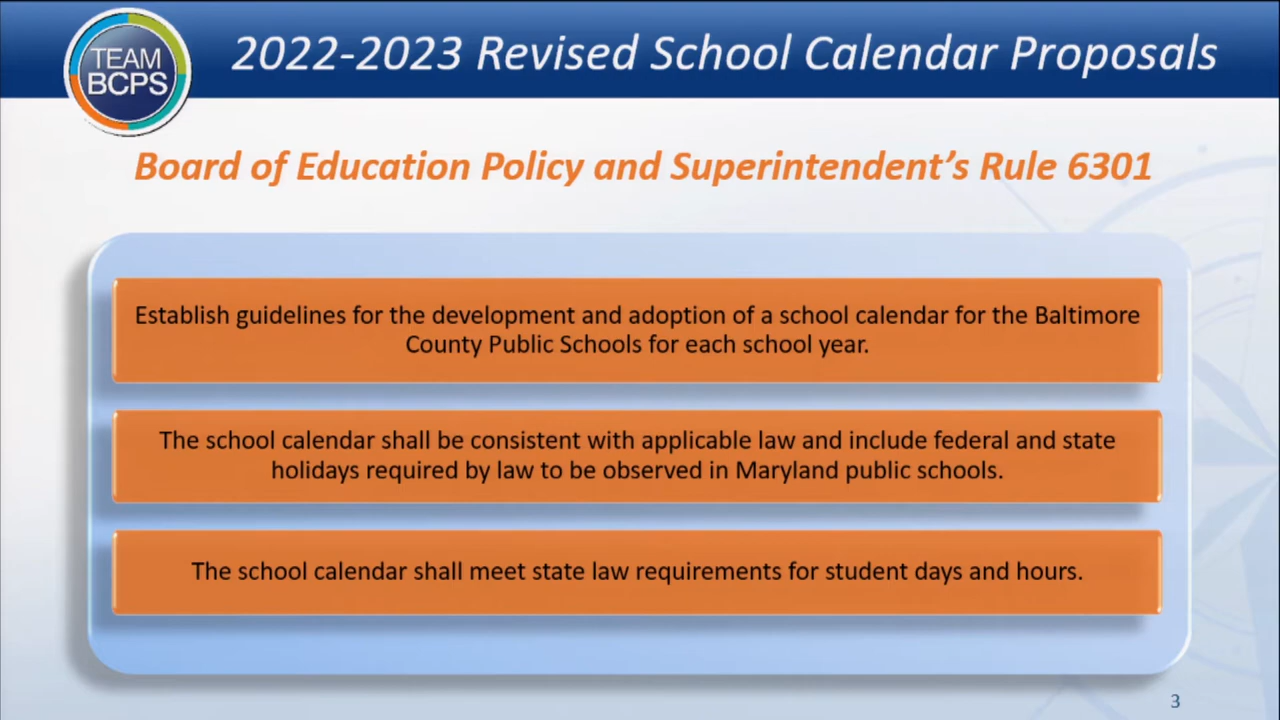 TEAM
BCPS
2022-2023 Revised School Calendar Proposals
Board of Education Policy and Superintendent’s Rule 6301
Establish guidelines for the development and adoption of a school calendar for the Baltimore
County Public Schools for each school year.
The school calendar shall be consistent with applicable law and include federal and state
holidays required by law to be observed in Maryland public schools.
The school calendar shall meet state law requirements for student days and hours.
3